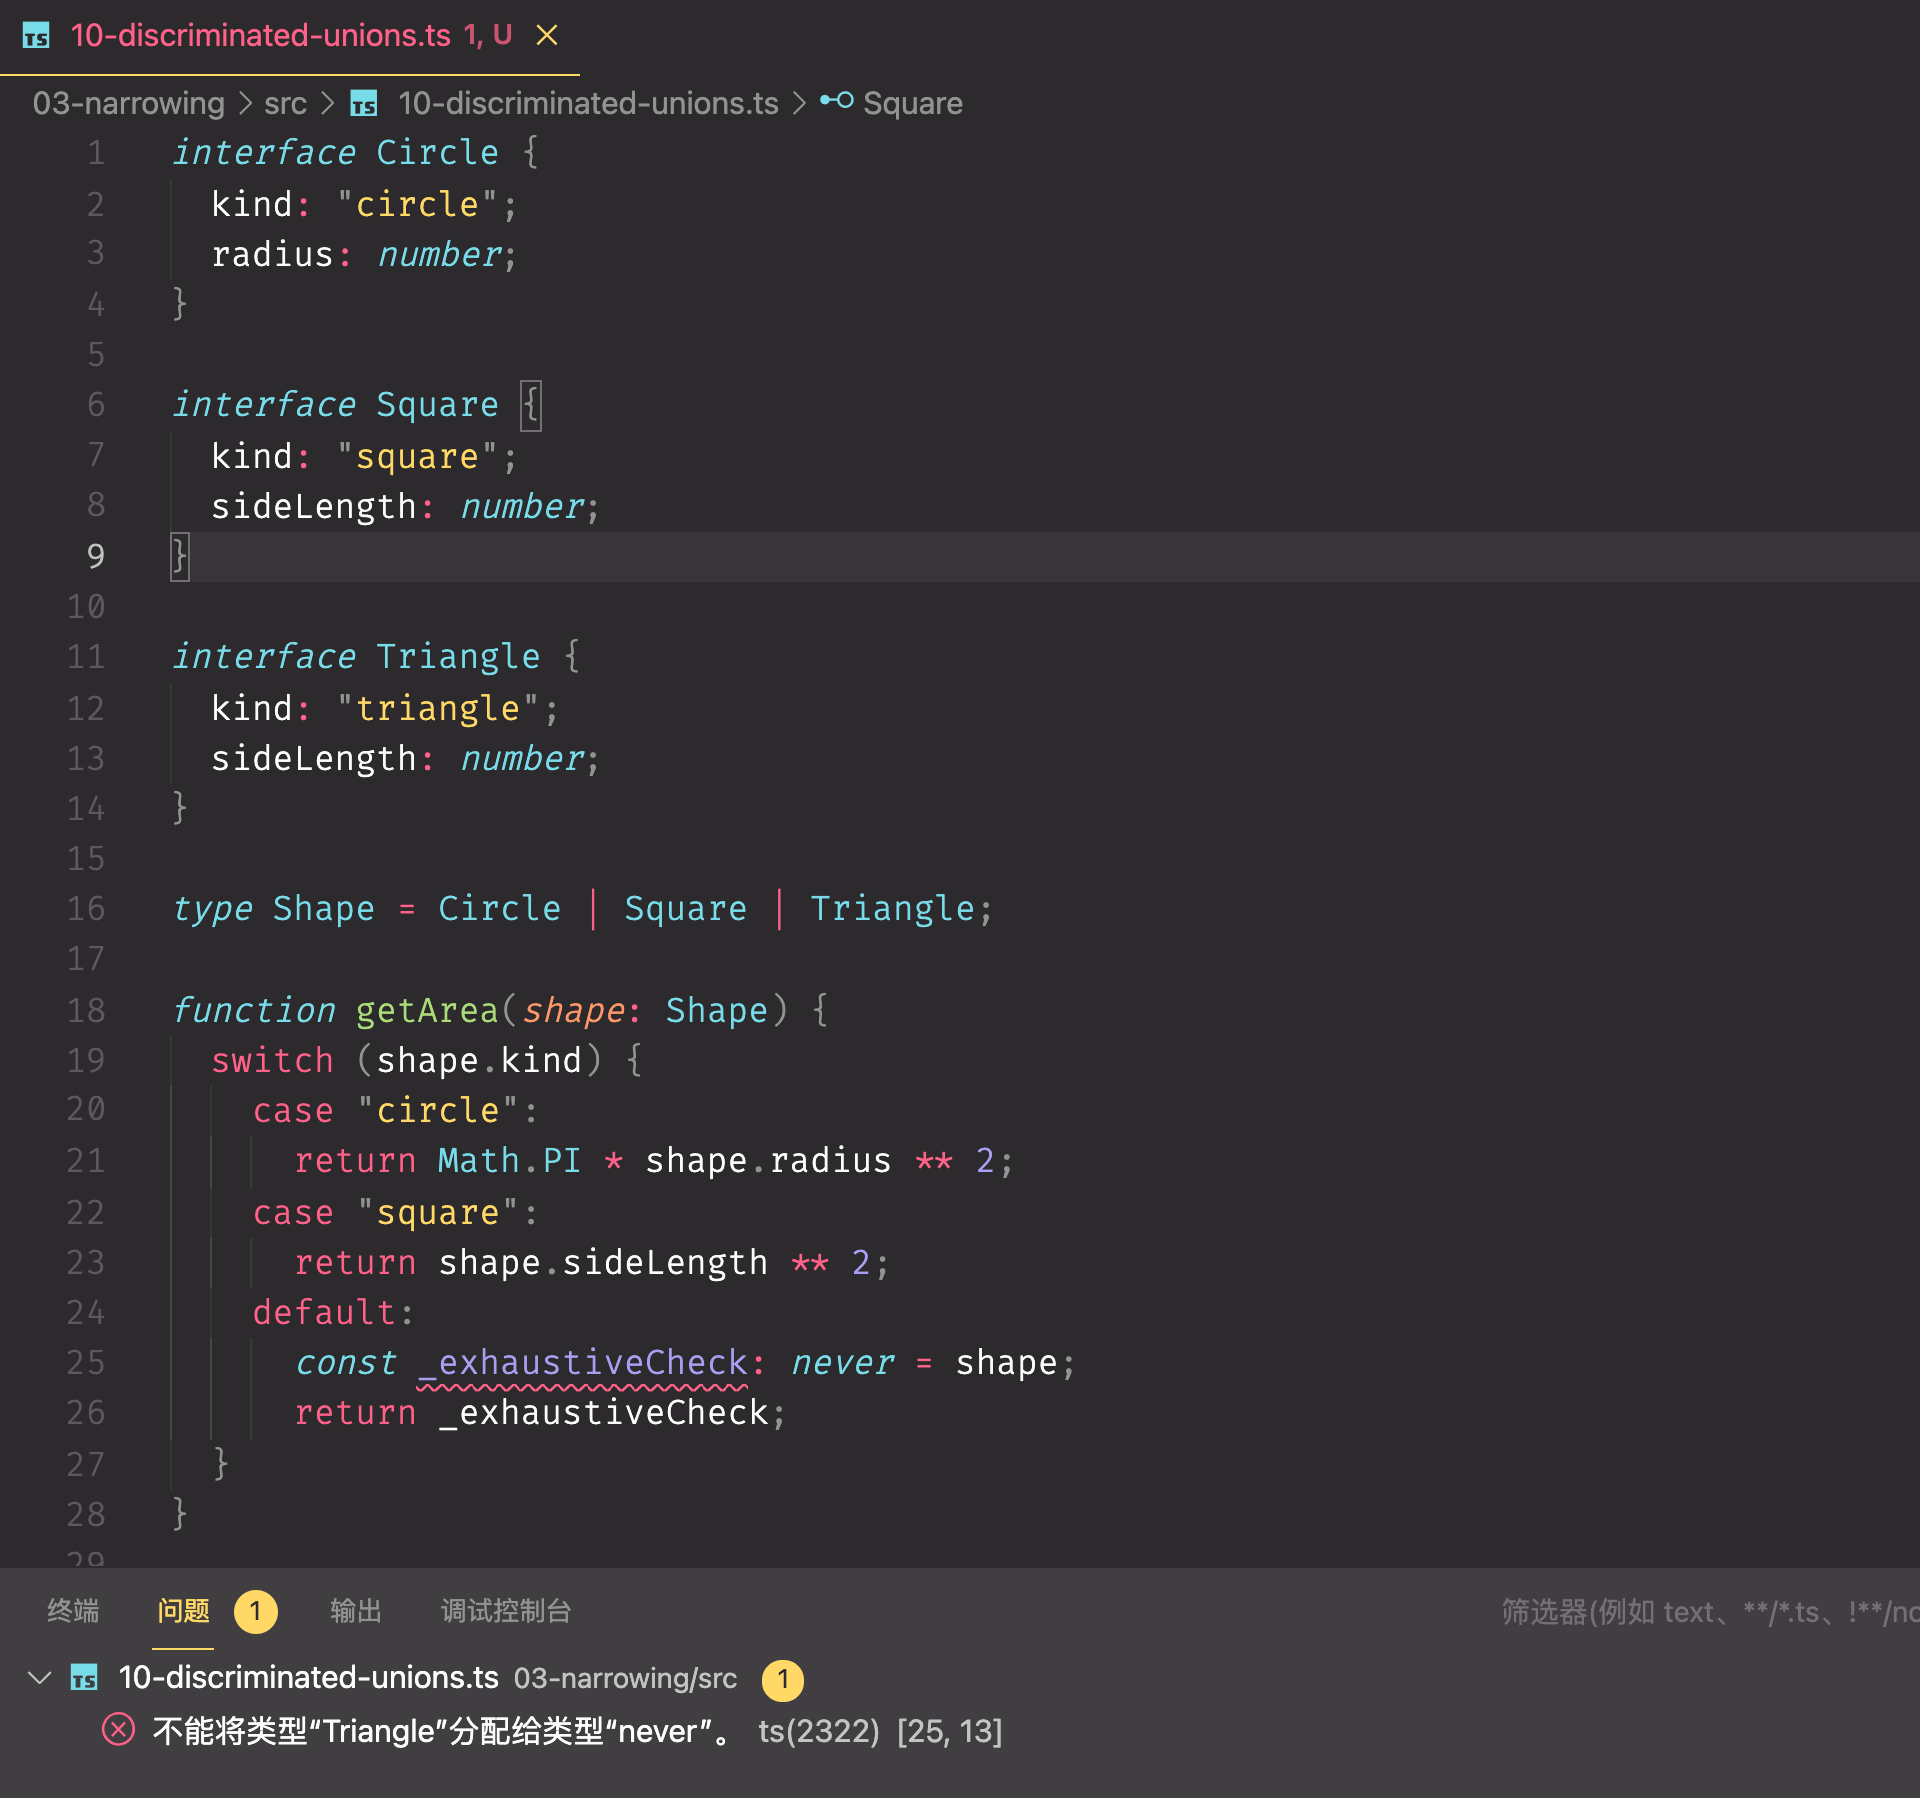 TS 10-discriminated-unions.ts 1, U
03-narrowing > src > TS 10-discriminated-unions.ts > Square
1 interface Circle {
2 kind: "circle";
3 radius: number;
4 }
5
6 interface Square {
7 kind: "square";
8 sideLength: number;
9 }
10
11 interface Triangle {
12 kind: "triangle";
13 sideLength: number;
14 }
15
16 type Shape = Circle | Square | Triangle;
17
18 function getArea(shape: Shape) {
19 switch (shape.kind) {
20 case "circle":
21 return Math.PI * shape.radius ** 2;
22 case "square":
23 return shape.sideLength ** 2;
24 default:
25 const _exhaustiveCheck: never = shape;
26 return _exhaustiveCheck;
27 }
28 }
29
终端 问题 1 输出 调试控制台 筛选器(例如 text、**/*.ts、!**/no
TS 10-discriminated-unions.ts 03-narrowing/src 1
不能将类型“Triangle”分配给类型“never”。 ts(2322) [25, 13]